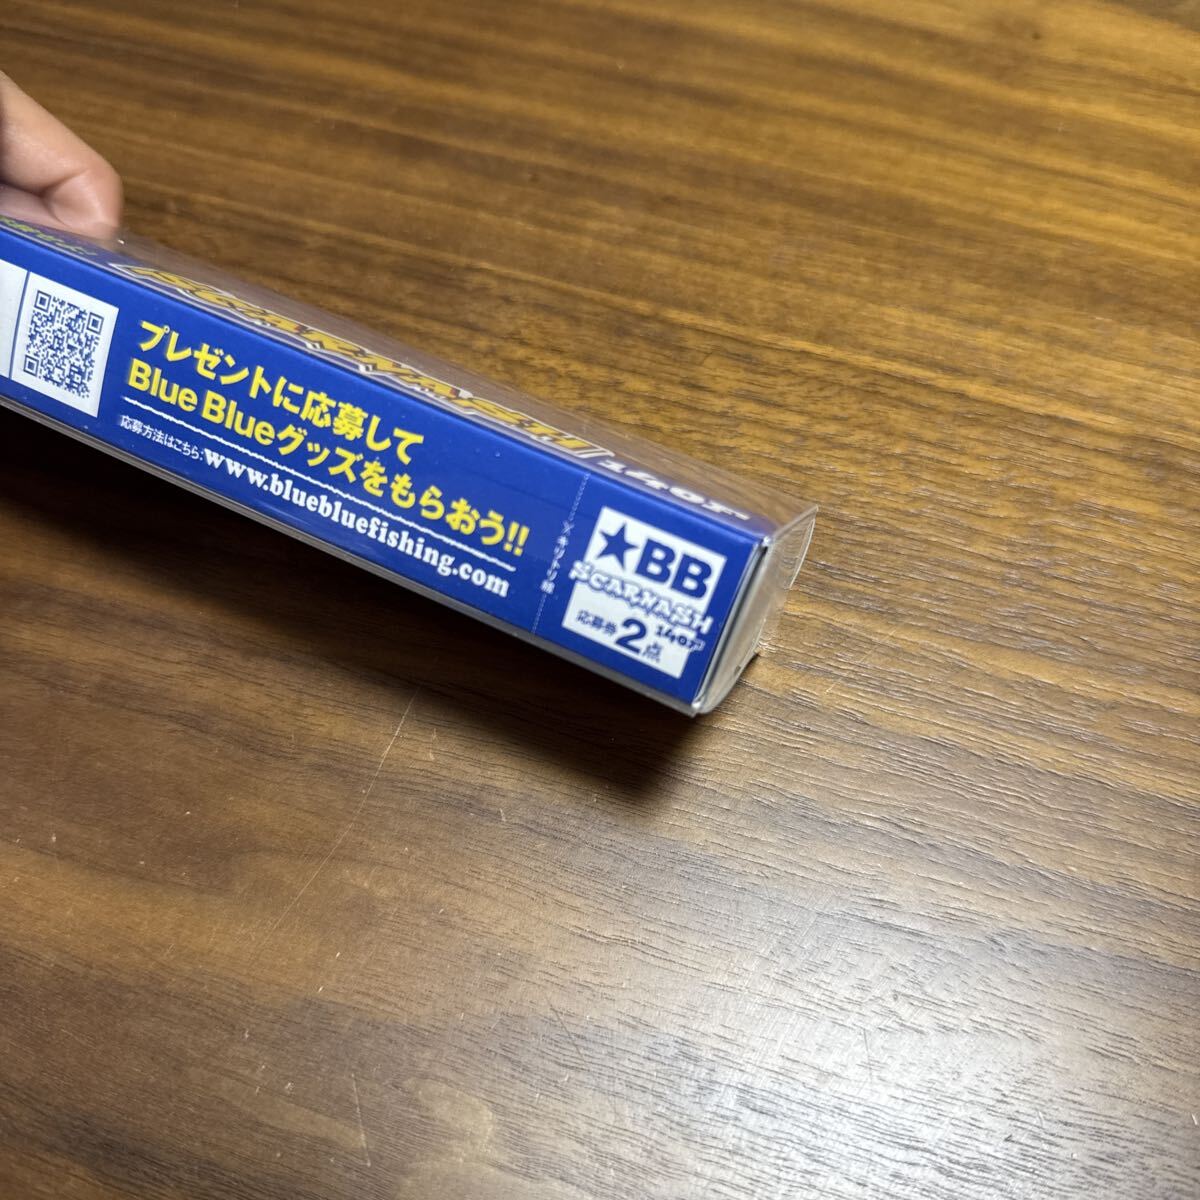 SCARNASH
140F
プレゼントに応募して
Blue Blueグッズをもらおう!!
応募方法はこちら:www.bluebluefishing.com
キリトリ線
★BB
SCARNASH
140F
応募券2点